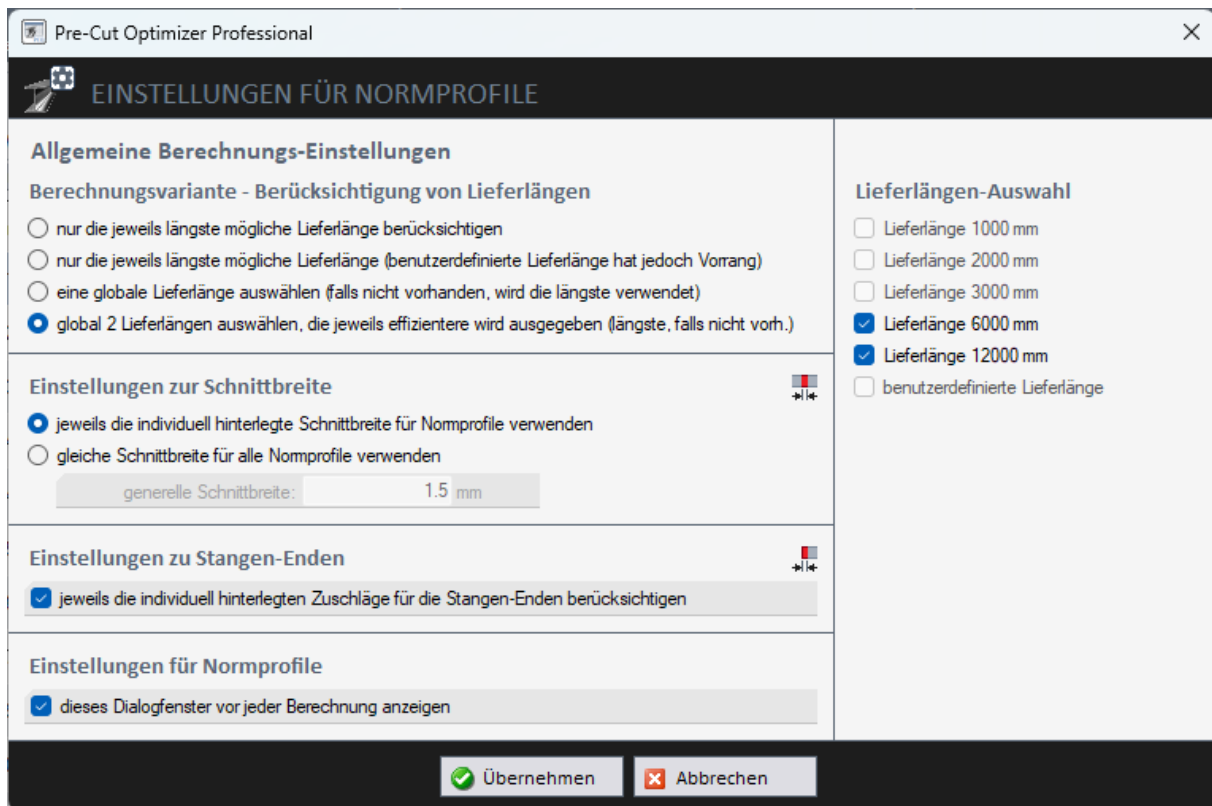 Pre-Cut Optimizer Professional
EINSTELLUNGEN FÜR NORMPROFILE
Allgemeine Berechnungs-Einstellungen
Berechnungsvariante - Berücksichtigung von Lieferlängen
nur die jeweils längste mögliche Lieferlänge berücksichtigen
nur die jeweils längste mögliche Lieferlänge (benutzerdefinierte Lieferlänge hat jedoch Vorrang)
eine globale Lieferlänge auswählen (falls nicht vorhanden, wird die längste verwendet)
global 2 Lieferlängen auswählen, die jeweils effizientere wird ausgegeben (längste, falls nicht vorh.)
Einstellungen zur Schnittbreite
jeweils die individuell hinterlegte Schnittbreite für Normprofile verwenden
gleiche Schnittbreite für alle Normprofile verwenden
generelle Schnittbreite: 1.5 mm
Einstellungen zu Stangen-Enden
jeweils die individuell hinterlegten Zuschläge für die Stangen-Enden berücksichtigen
Einstellungen für Normprofile
dieses Dialogfenster vor jeder Berechnung anzeigen
Lieferlängen-Auswahl
Lieferlänge 1000 mm
Lieferlänge 2000 mm
Lieferlänge 3000 mm
Lieferlänge 6000 mm
Lieferlänge 12000 mm
benutzerdefinierte Lieferlänge
Übernehmen
Abbrechen